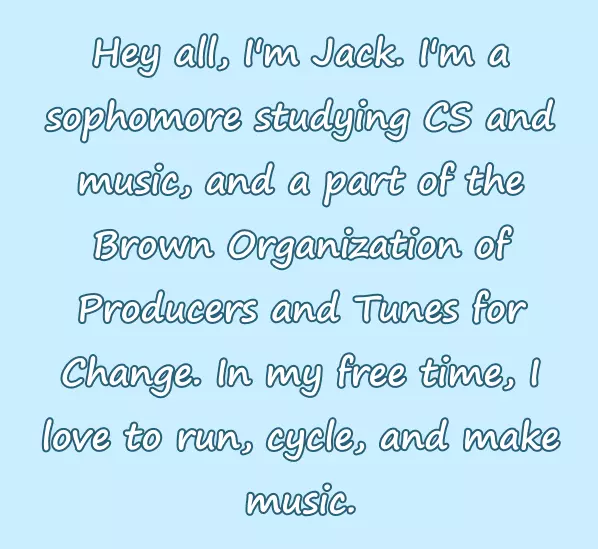 Hey all, I'm Jack. I'm a
sophomore studying CS and
music, and a part of the
Brown Organization of
Producers and Tunes for
Change. In my free time, I
love to run, cycle, and make
music.